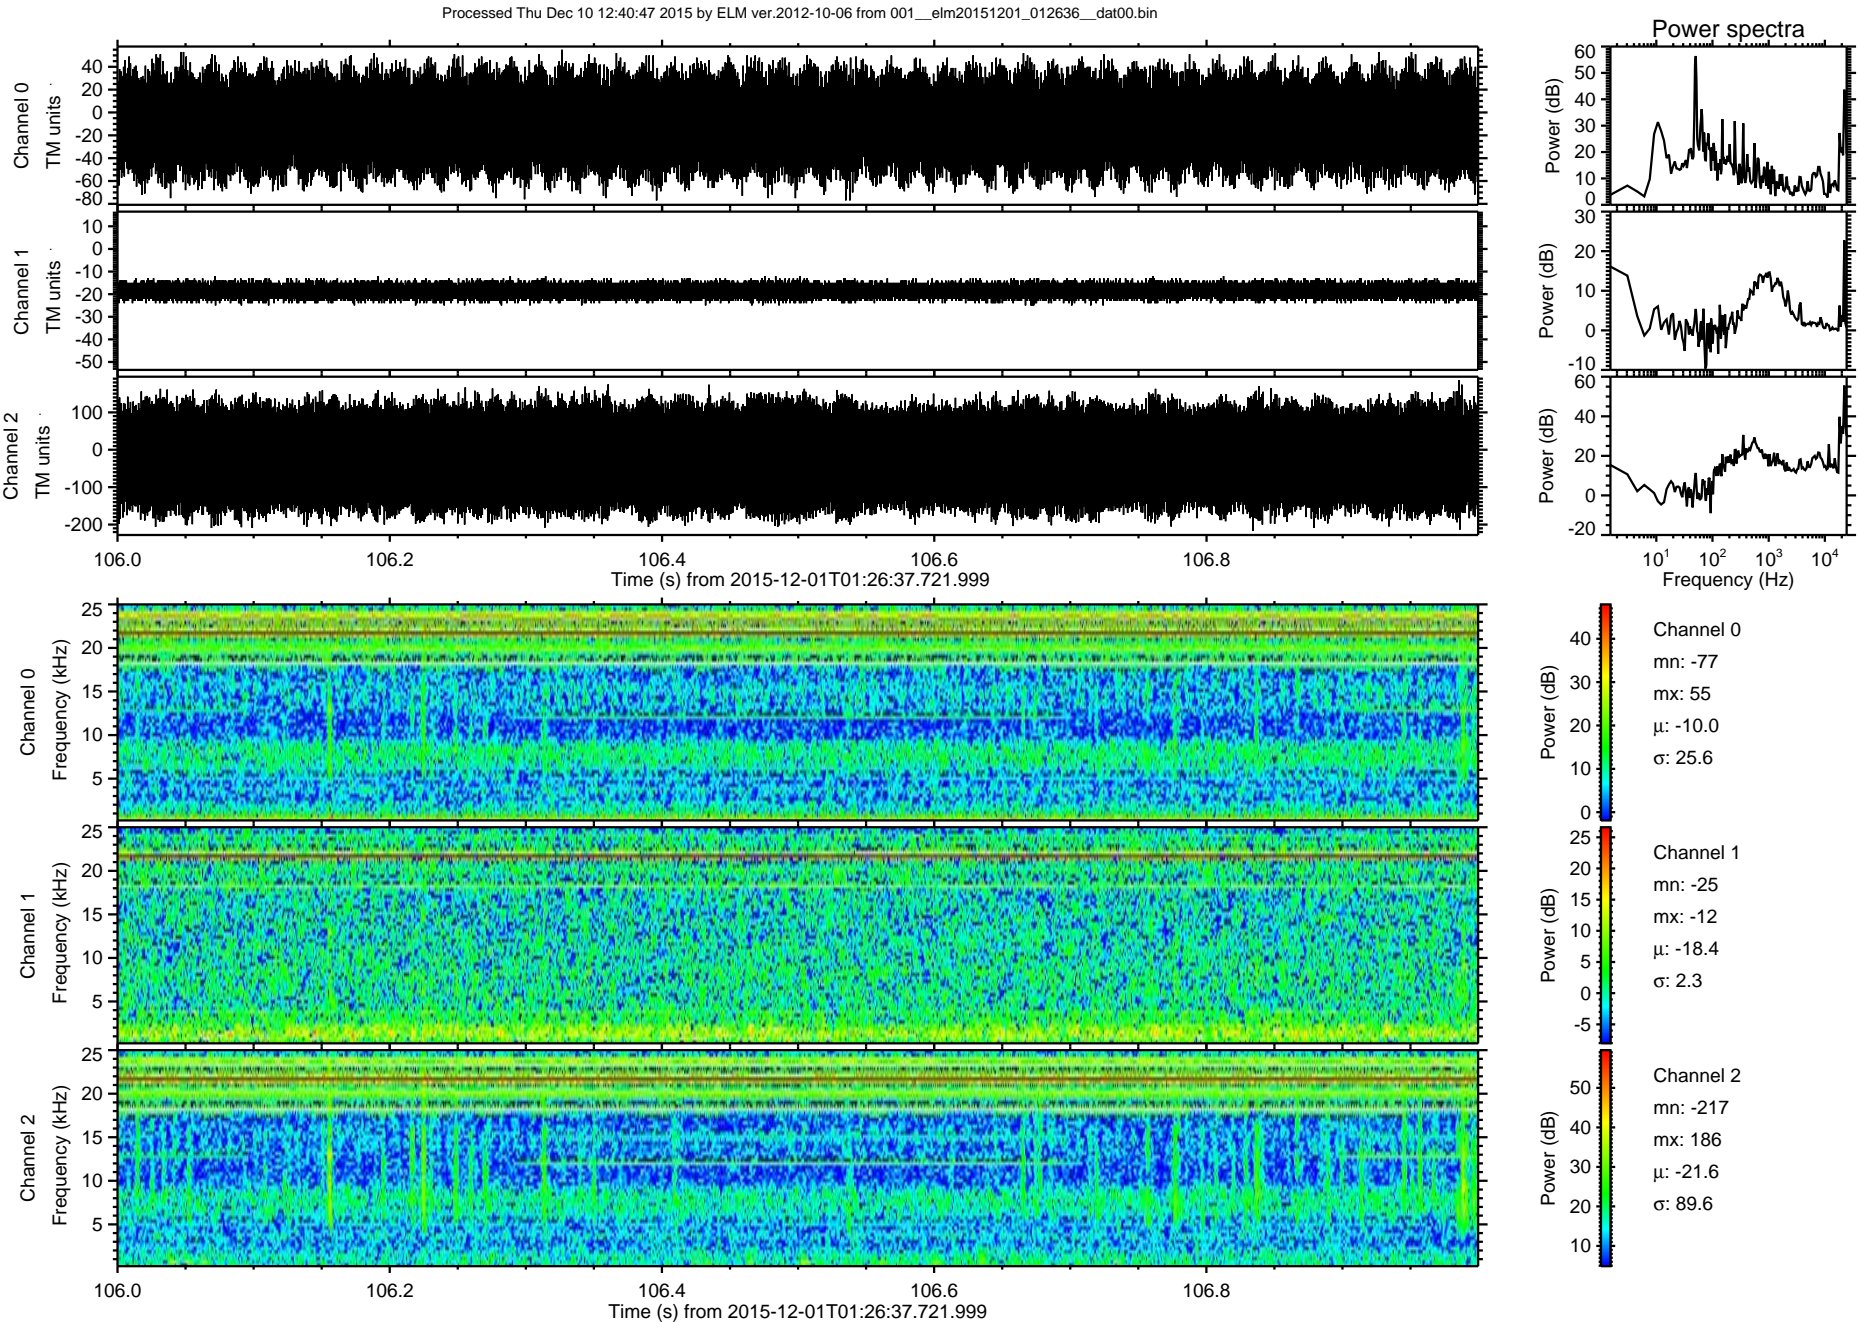 Processed Thu Dec 10 12:40:47 2015 by ELM ver.2012-10-06 from 001__elm20151201_012636__dat00.bin
Power spectra
Channel 0
TM units
40
20
0
-20
-40
-60
-80
Power (dB)
60
50
40
30
20
10
0
Channel 1
TM units
10
0
-10
-20
-30
-40
-50
Power (dB)
30
20
10
0
-10
Channel 2
TM units
100
0
-100
-200
Power (dB)
60
40
20
0
-20
106.0 106.2 106.4 106.6 106.8
Time (s) from 2015-12-01T01:26:37.721.999
10¹ 10² 10³ 10⁴
Frequency (Hz)
Channel 0
Frequency (kHz)
25
20
15
10
5
Power (dB)
40
30
20
10
0
Channel 0
mn: -77
mx: 55
μ: -10.0
σ: 25.6
Channel 1
Frequency (kHz)
25
20
15
10
5
Power (dB)
25
20
15
10
5
0
-5
Channel 1
mn: -25
mx: -12
μ: -18.4
σ: 2.3
Channel 2
Frequency (kHz)
25
20
15
10
5
Power (dB)
50
40
30
20
10
Channel 2
mn: -217
mx: 186
μ: -21.6
σ: 89.6
106.0 106.2 106.4 106.6 106.8
Time (s) from 2015-12-01T01:26:37.721.999